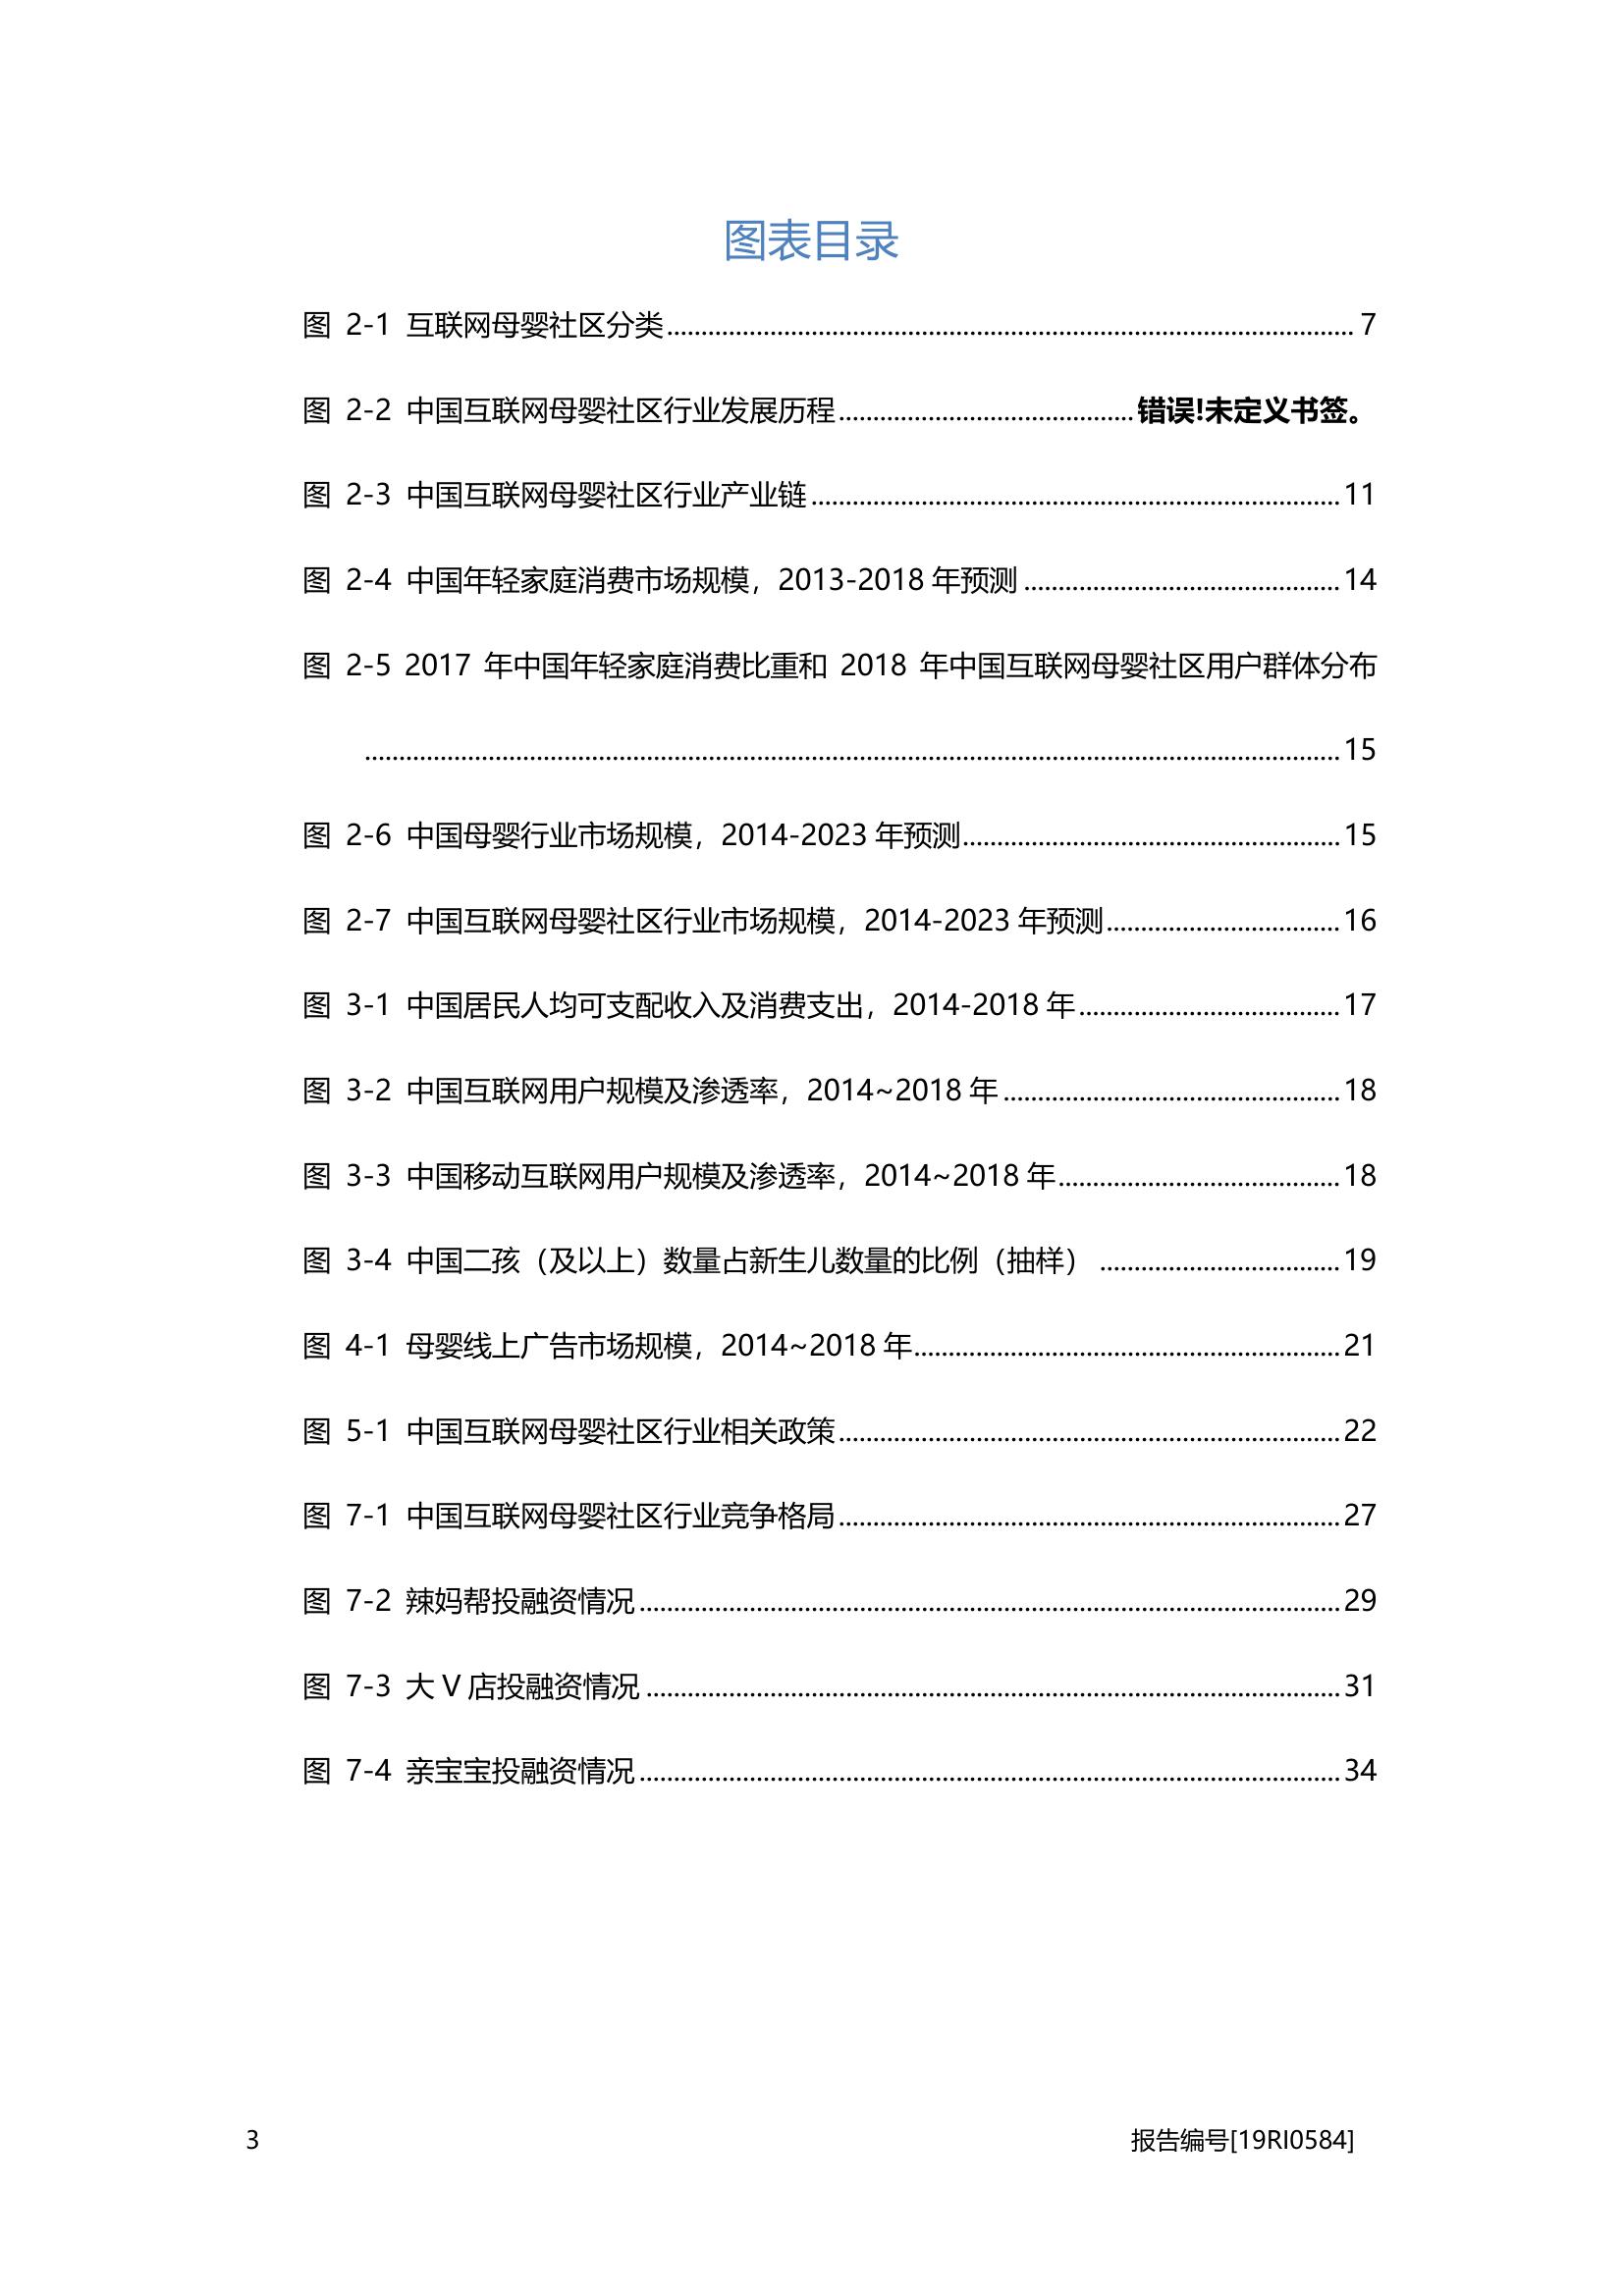 图表目录
图 2-1 互联网母婴社区分类 ........ 7
图 2-2 中国互联网母婴社区行业发展历程 ........ 错误!未定义书签。
图 2-3 中国互联网母婴社区行业产业链 ........ 11
图 2-4 中国年轻家庭消费市场规模，2013-2018 年预测 ........ 14
图 2-5 2017 年中国年轻家庭消费比重和 2018 年中国互联网母婴社区用户群体分布
........ 15
图 2-6 中国母婴行业市场规模，2014-2023 年预测 ........ 15
图 2-7 中国互联网母婴社区行业市场规模，2014-2023 年预测 ........ 16
图 3-1 中国居民人均可支配收入及消费支出，2014-2018 年 ........ 17
图 3-2 中国互联网用户规模及渗透率，2014~2018 年 ........ 18
图 3-3 中国移动互联网用户规模及渗透率，2014~2018 年 ........ 18
图 3-4 中国二孩（及以上）数量占新生儿数量的比例（抽样） ........ 19
图 4-1 母婴线上广告市场规模，2014~2018 年 ........ 21
图 5-1 中国互联网母婴社区行业相关政策 ........ 22
图 7-1 中国互联网母婴社区行业竞争格局 ........ 27
图 7-2 辣妈帮投融资情况 ........ 29
图 7-3 大 V 店投融资情况 ........ 31
图 7-4 亲宝宝投融资情况 ........ 34
3 报告编号[19RI0584]